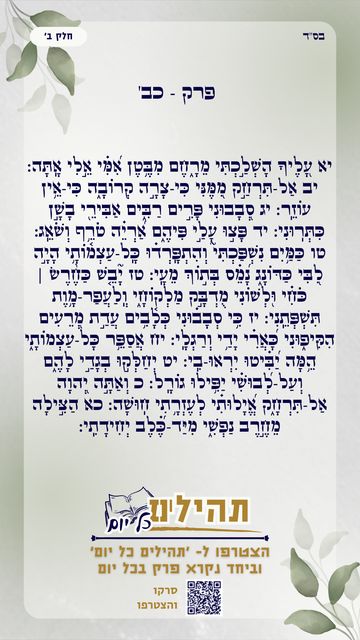 בס״ד
חלק ב'
פרק - כב'
יא עָלֶיךָ הָשְׁלַכְתִּי מֵרָחֶם מִבֶּטֶן אִמִּי אֵלִי אָתָּה:
יב אַל-תִּרְחַק מִמֶּנִּי כִּי-צָרָה קְרוֹבָה כִּי-אֵין
עוֹזֵר: יג סְבָבוּנִי פָּרִים רַבִּים אַבִּירֵי בָשָׁן
כִּתְּרוּנִי: יד פָּצוּ עָלַי פִּיהֶם אַרְיֵה טֹרֵף וְשֹׁאֵג:
טו כַּמַּיִם נִשְׁפַּכְתִּי וְהִתְפָּרְדוּ כָּל-עַצְמוֹתָי הָיָה
לִבִּי כַּדּוֹנָג נָמֵס בְּתוֹךְ מֵעָי: טז יָבֵשׁ כַּחֶרֶשׂ |
כֹּחִי וּלְשׁוֹנִי מֻדְבָּק מַלְקוֹחָי וְלַעֲפַר-מָוֶת
תִּשְׁפְּתֵנִי: יז כִּי סְבָבוּנִי כְּלָבִים עֲדַת מְרֵעִים
הִקִּיפוּנִי כָּאֲרִי יָדַי וְרַגְלָי: יח אֲסַפֵּר כָּל-עַצְמוֹתָי
הֵמָּה יַבִּיטוּ יִרְאוּ-בִי: יט יְחַלְּקוּ בְגָדַי לָהֶם
וְעַל-לְבוּשִׁי יַפִּילוּ גוֹרָל: כ וְאַתָּה יְהוָה
אַל-תִּרְחָק אֱיָלוּתִי לְעֶזְרָתִי חוּשָׁה: כא הַצִּילָה
מֵחֶרֶב נַפְשִׁי מִיַּד-כֶּלֶב יְחִידָתִי:
תהילים
כל יום
הצטרפו ל- 'תהילים כל יום'
וביחד נקרא פרק בכל יום
סרקו
והצטרפו